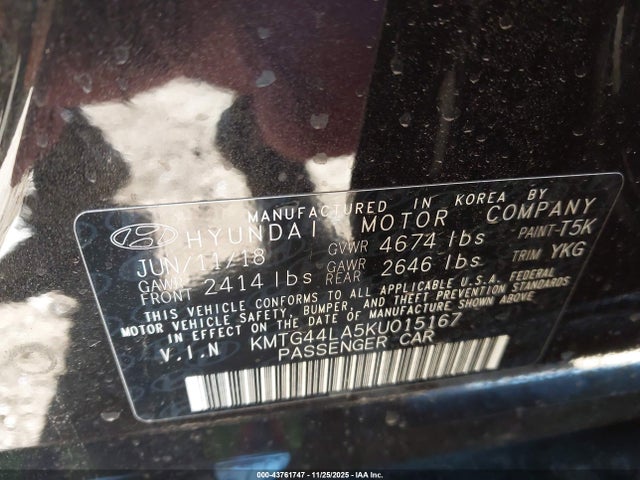 MANUFACTURED IN KOREA BY
HYUNDAI MOTOR COMPANY
JUN/11/18 GVWR 4674 lbs PAINT-T5K
GAWR FRONT 2414 lbs GAWR REAR 2646 lbs TRIM YKG
THIS VEHICLE CONFORMS TO ALL APPLICABLE U.S.A. FEDERAL
MOTOR VEHICLE SAFETY, BUMPER, AND THEFT PREVENTION STANDARDS
IN EFFECT ON THE DATE OF MANUFACTURE SHOWN ABOVE.
V.I.N KMTG44LA5KU015167
PASSENGER CAR
000-43761747 - 11/25/2025 - IAA Inc.